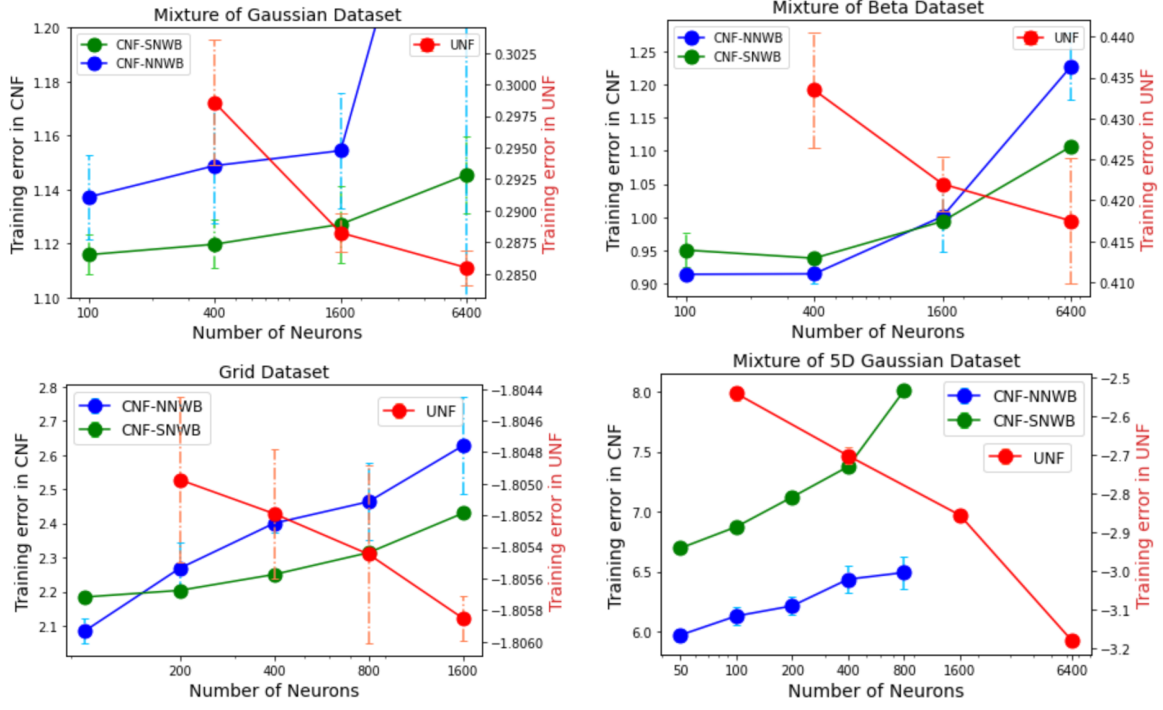 Mixture of Gaussian Dataset
Training error in CNF
1.20
1.18
1.16
1.14
1.12
1.10
CNF-SNWB
CNF-NNWB
UNF
0.3025
0.3000
0.2975
0.2950
0.2925
0.2900
0.2875
0.2850
Training error in UNF
100
400
1600
6400
Number of Neurons
Mixture of Beta Dataset
Training error in CNF
1.25
1.20
1.15
1.10
1.05
1.00
0.95
0.90
CNF-NNWB
CNF-SNWB
UNF
0.440
0.435
0.430
0.425
0.420
0.415
0.410
Training error in UNF
100
400
1600
6400
Number of Neurons
Grid Dataset
Training error in CNF
2.8
2.7
2.6
2.5
2.4
2.3
2.2
2.1
CNF-NNWB
CNF-SNWB
UNF
−1.8044
−1.8046
−1.8048
−1.8050
−1.8052
−1.8054
−1.8056
−1.8058
−1.8060
Training error in UNF
200
400
800
1600
Number of Neurons
Mixture of 5D Gaussian Dataset
Training error in CNF
8.0
7.5
7.0
6.5
6.0
CNF-NNWB
CNF-SNWB
UNF
−2.5
−2.6
−2.7
−2.8
−2.9
−3.0
−3.1
−3.2
Training error in UNF
50
100
200
400
800
1600
6400
Number of Neurons